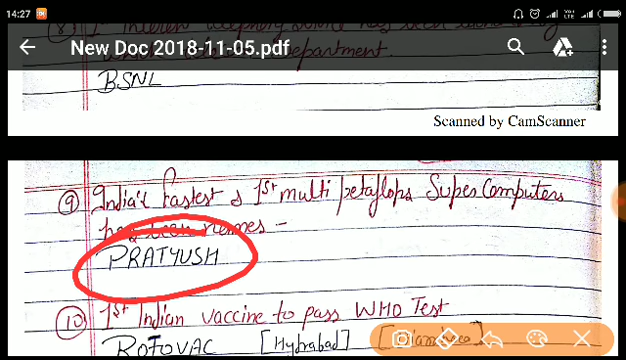 14:27
New Doc 2018-11-05.pdf
department.
BSNL
Scanned by CamScanner
⑨ India's fastest & 1st multi petaflops Super Computers
has been names -
PRATYUSH
⑩ 1st Indian vaccine to pass WHO Test
ROTOVAC [Hydrabad]